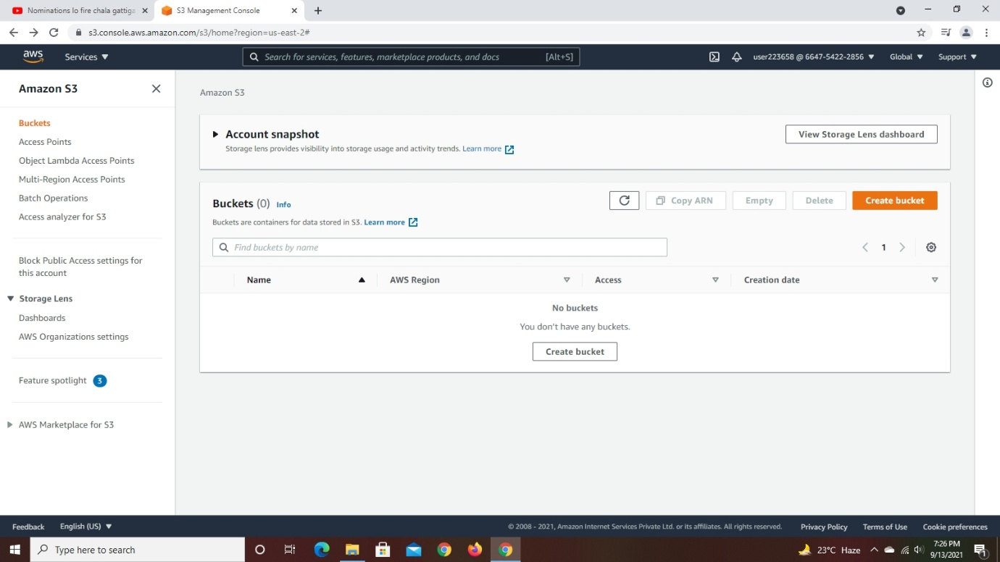 Nominations lo fire chala gattiga
S3 Management Console
s3.console.aws.amazon.com/s3/home?region=us-east-2#
aws
Services
Search for services, features, marketplace products, and docs [Alt+S]
user223658 @ 6647-5422-2856
Global
Support
Amazon S3
Buckets
Access Points
Object Lambda Access Points
Multi-Region Access Points
Batch Operations
Access analyzer for S3
Block Public Access settings for
this account
Storage Lens
Dashboards
AWS Organizations settings
Feature spotlight 3
AWS Marketplace for S3
Amazon S3
Account snapshot
View Storage Lens dashboard
Storage lens provides visibility into storage usage and activity trends. Learn more
Buckets (0) Info
Copy ARN
Empty
Delete
Create bucket
Buckets are containers for data stored in S3. Learn more
Find buckets by name
1
Name
AWS Region
Access
Creation date
No buckets
You don't have any buckets.
Create bucket
Feedback
English (US)
© 2008 - 2021, Amazon Internet Services Private Ltd. or its affiliates. All rights reserved.
Privacy Policy
Terms of Use
Cookie preferences
Type here to search
23°C Haze
7:26 PM
9/13/2021
1